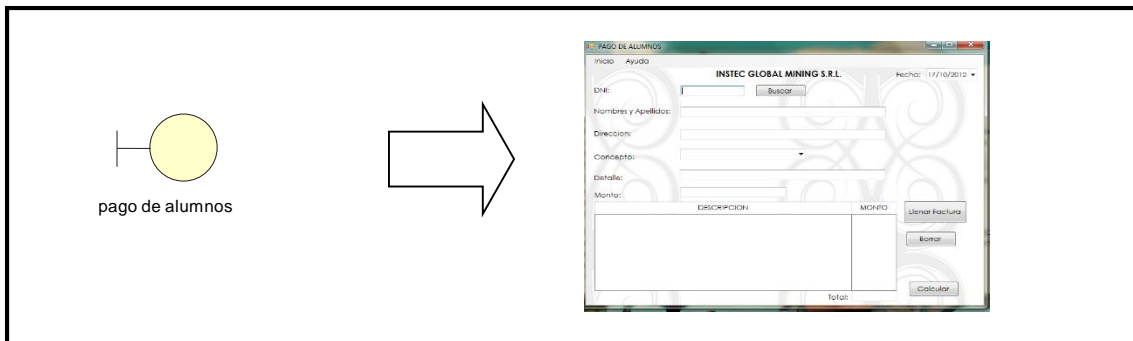 pago de alumnos
PAGO DE ALUMNOS
Inicio Ayuda
INSTEC GLOBAL MINING S.R.L. Fecha: 17/10/2012
DNI: Buscar
Nombres y Apellidos:
Direccion:
Concepto:
Detalle:
Monto:
DESCRIPCION MONTO
Llenar Factura
Borrar
Calcular
Total: